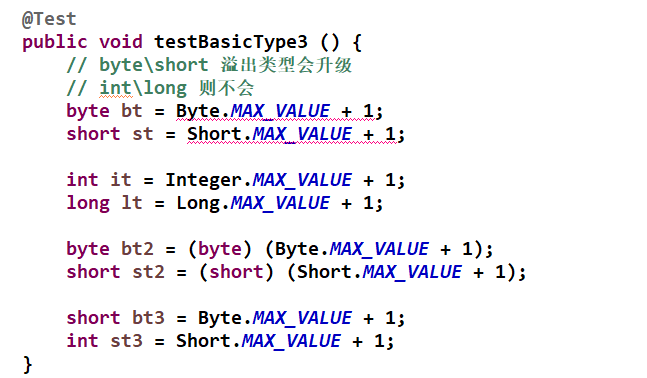 @Test
public void testBasicType3 () {
// byte\short 溢出类型会升级
// int\long 则不会
byte bt = Byte.MAX_VALUE + 1;
short st = Short.MAX_VALUE + 1;
int it = Integer.MAX_VALUE + 1;
long lt = Long.MAX_VALUE + 1;
byte bt2 = (byte) (Byte.MAX_VALUE + 1);
short st2 = (short) (Short.MAX_VALUE + 1);
short bt3 = Byte.MAX_VALUE + 1;
int st3 = Short.MAX_VALUE + 1;
}